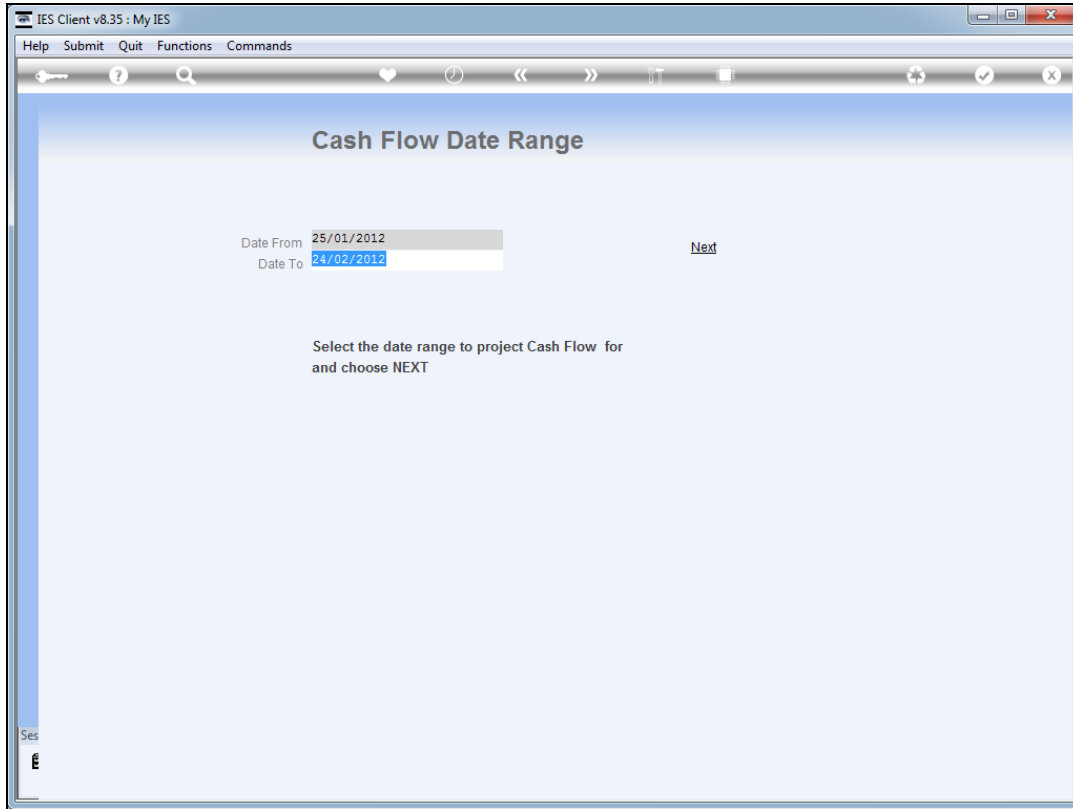 IES Client v8.35 : My IES
Help Submit Quit Functions Commands
Cash Flow Date Range
Date From 25/01/2012
Next
Date To 24/02/2012
Select the date range to project Cash Flow for
and choose NEXT
Ses